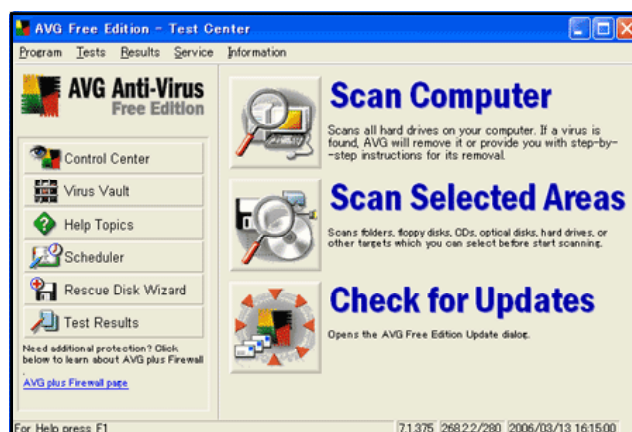 AVG Free Edition - Test Center
Program Tests Results Service Information
AVG Anti-Virus
Free Edition
Control Center
Virus Vault
Help Topics
Scheduler
Rescue Disk Wizard
Test Results
Need additional protection? Click
below to learn about AVG plus Firewall
.
AVG plus Firewall page
Scan Computer
Scans all hard drives on your computer. If a virus is
found, AVG will remove it or provide you with step-by-
-step instructions for its removal.
Scan Selected Areas
Scans folders, floppy disks, CDs, optical disks, hard drives, or
other targets which you can select before start scanning.
Check for Updates
Opens the AVG Free Edition Update dialog.
For Help press F1
7.1.375 268.2.2/280 2006/03/13 16:15:00